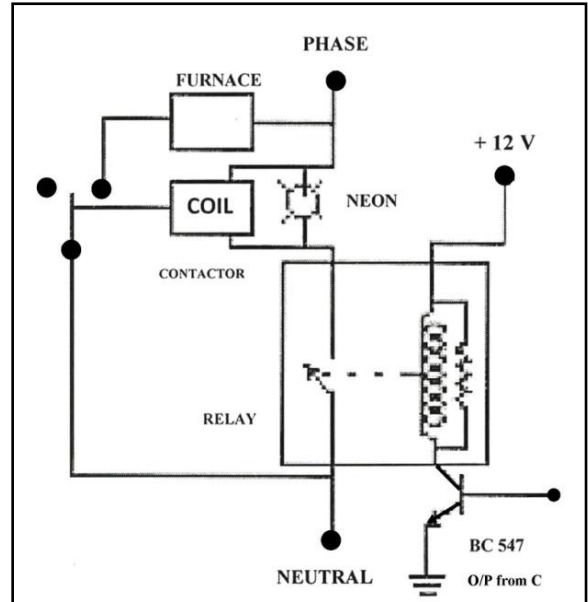 PHASE
FURNACE
+ 12 V
COIL
NEON
CONTACTOR
RELAY
BC 547
NEUTRAL
O/P from C